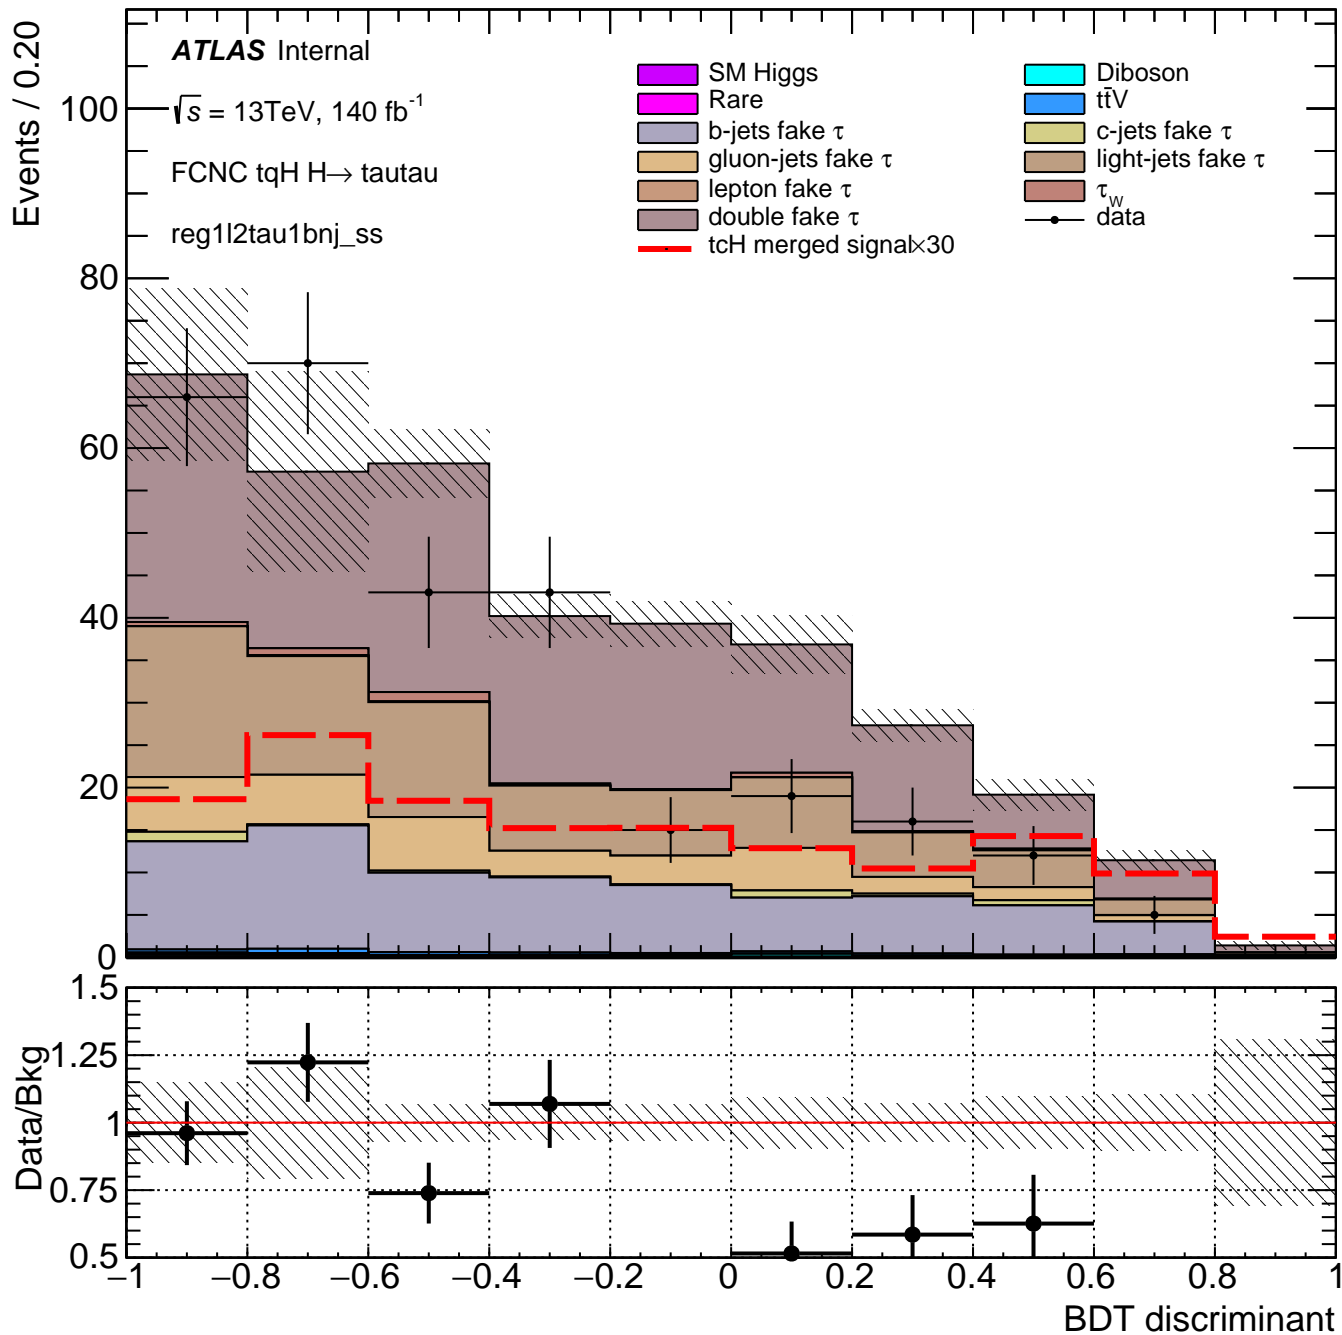 Events / 0.20
100
80
60
40
20
0
ATLAS Internal
√s = 13TeV, 140 fb⁻¹
FCNC tqH H→ tautau
reg1l2tau1bnj_ss
SM Higgs
Rare
b-jets fake τ
gluon-jets fake τ
lepton fake τ
double fake τ
tcH merged signal×30
Diboson
tt̄V
c-jets fake τ
light-jets fake τ
τ_W
data
Data/Bkg
1.5
1.25
1
0.75
0.5
−1 −0.8 −0.6 −0.4 −0.2 0 0.2 0.4 0.6 0.8 1
BDT discriminant